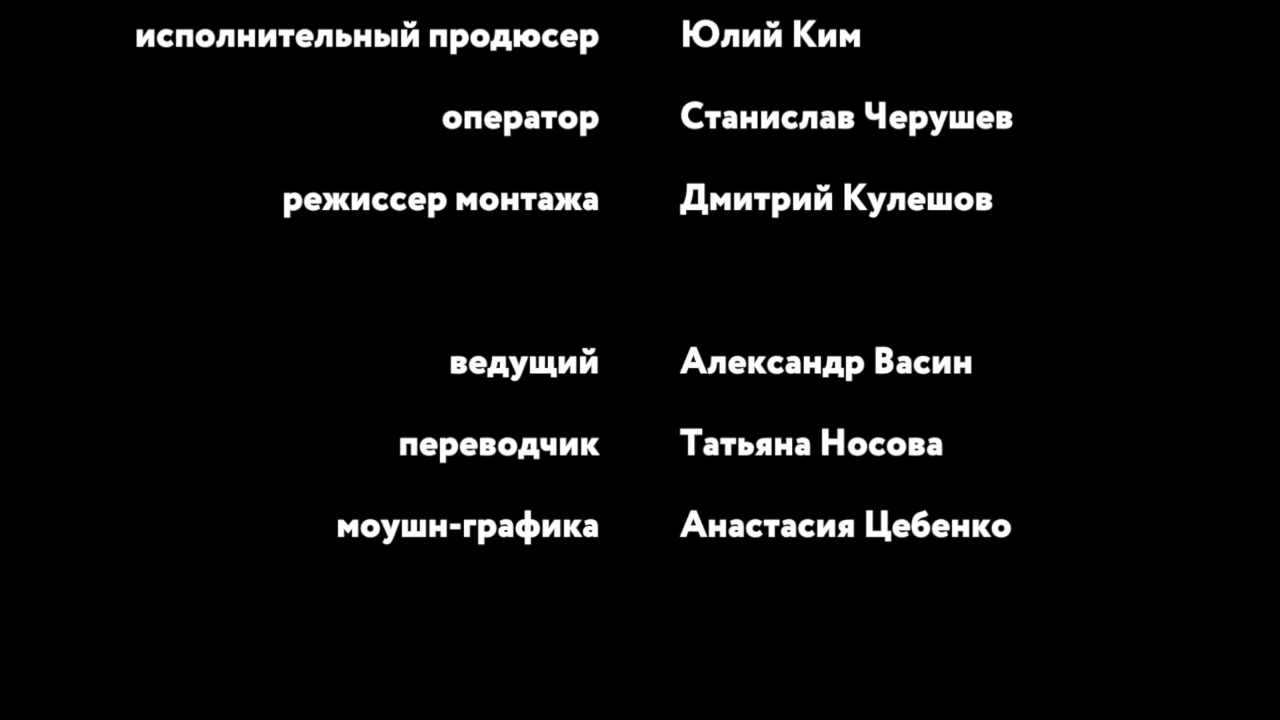 исполнительный продюсер Юлий Ким
оператор Станислав Черушев
режиссер монтажа Дмитрий Кулешов
ведущий Александр Васин
переводчик Татьяна Носова
моушн-графика Анастасия Цебенко